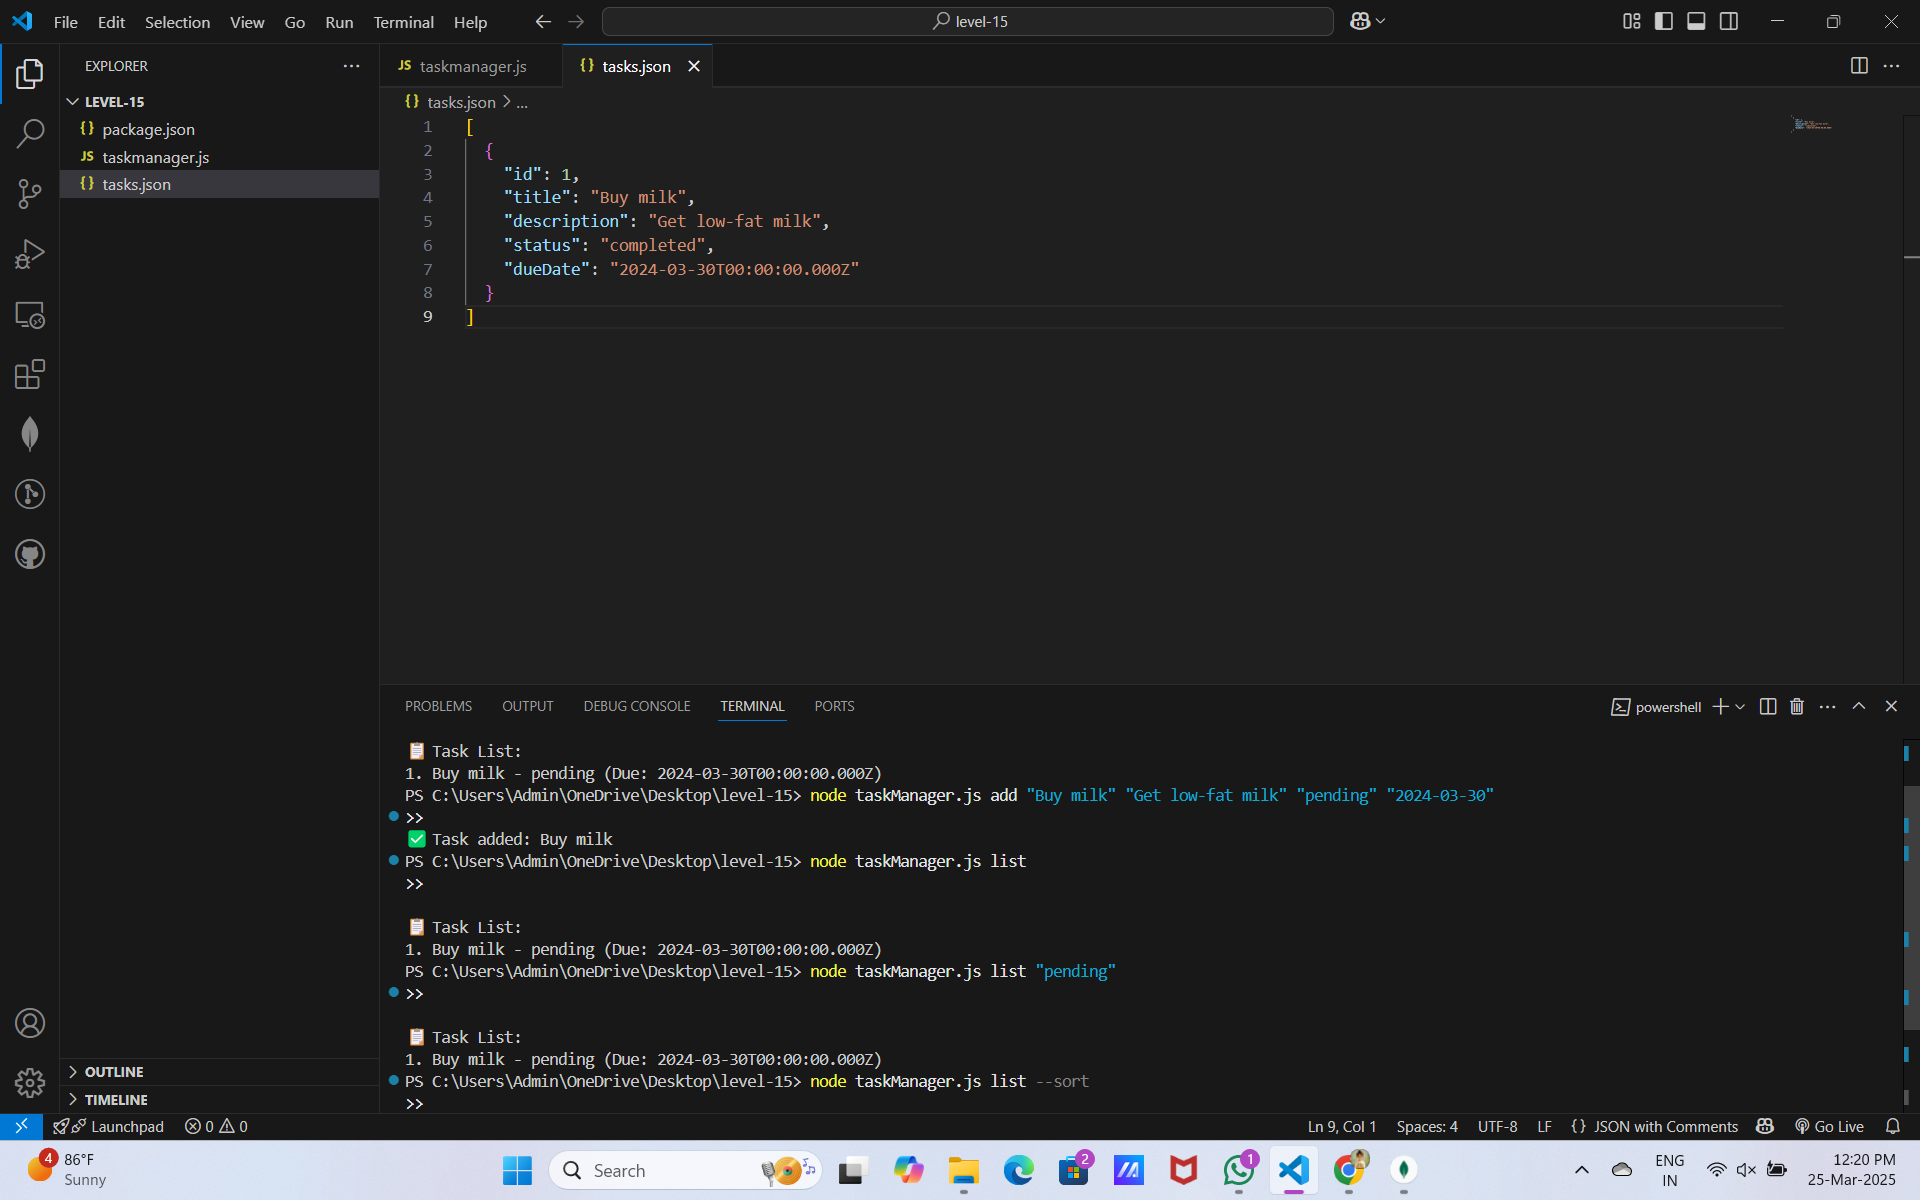 File Edit Selection View Go Run Terminal Help
level-15
EXPLORER
LEVEL-15
package.json
JS taskmanager.js
tasks.json
OUTLINE
TIMELINE
JS taskmanager.js
{} tasks.json
{} tasks.json > ...
1 [
2 {
3 "id": 1,
4 "title": "Buy milk",
5 "description": "Get low-fat milk",
6 "status": "completed",
7 "dueDate": "2024-03-30T00:00:00.000Z"
8 }
9 ]
PROBLEMS OUTPUT DEBUG CONSOLE TERMINAL PORTS
powershell
📋 Task List:
1. Buy milk - pending (Due: 2024-03-30T00:00:00.000Z)
PS C:\Users\Admin\OneDrive\Desktop\level-15> node taskManager.js add "Buy milk" "Get low-fat milk" "pending" "2024-03-30"
>>
✅ Task added: Buy milk
PS C:\Users\Admin\OneDrive\Desktop\level-15> node taskManager.js list
>>
📋 Task List:
1. Buy milk - pending (Due: 2024-03-30T00:00:00.000Z)
PS C:\Users\Admin\OneDrive\Desktop\level-15> node taskManager.js list "pending"
>>
📋 Task List:
1. Buy milk - pending (Due: 2024-03-30T00:00:00.000Z)
PS C:\Users\Admin\OneDrive\Desktop\level-15> node taskManager.js list --sort
>>
Launchpad 0 0
Ln 9, Col 1 Spaces: 4 UTF-8 LF {} JSON with Comments Go Live
4
86°F
Sunny
Search
2
1
ENG
IN
12:20 PM
25-Mar-2025